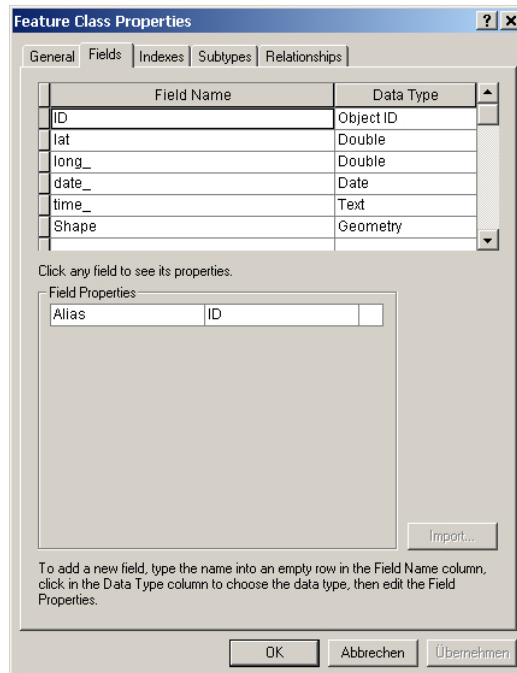 Feature Class Properties
General Fields Indexes Subtypes Relationships
Field Name Data Type
ID Object ID
lat Double
long_ Double
date_ Date
time_ Text
Shape Geometry
Click any field to see its properties.
Field Properties
Alias ID
Import...
To add a new field, type the name into an empty row in the Field Name column,
click in the Data Type column to choose the data type, then edit the Field
Properties.
OK Abbrechen Übernehmen